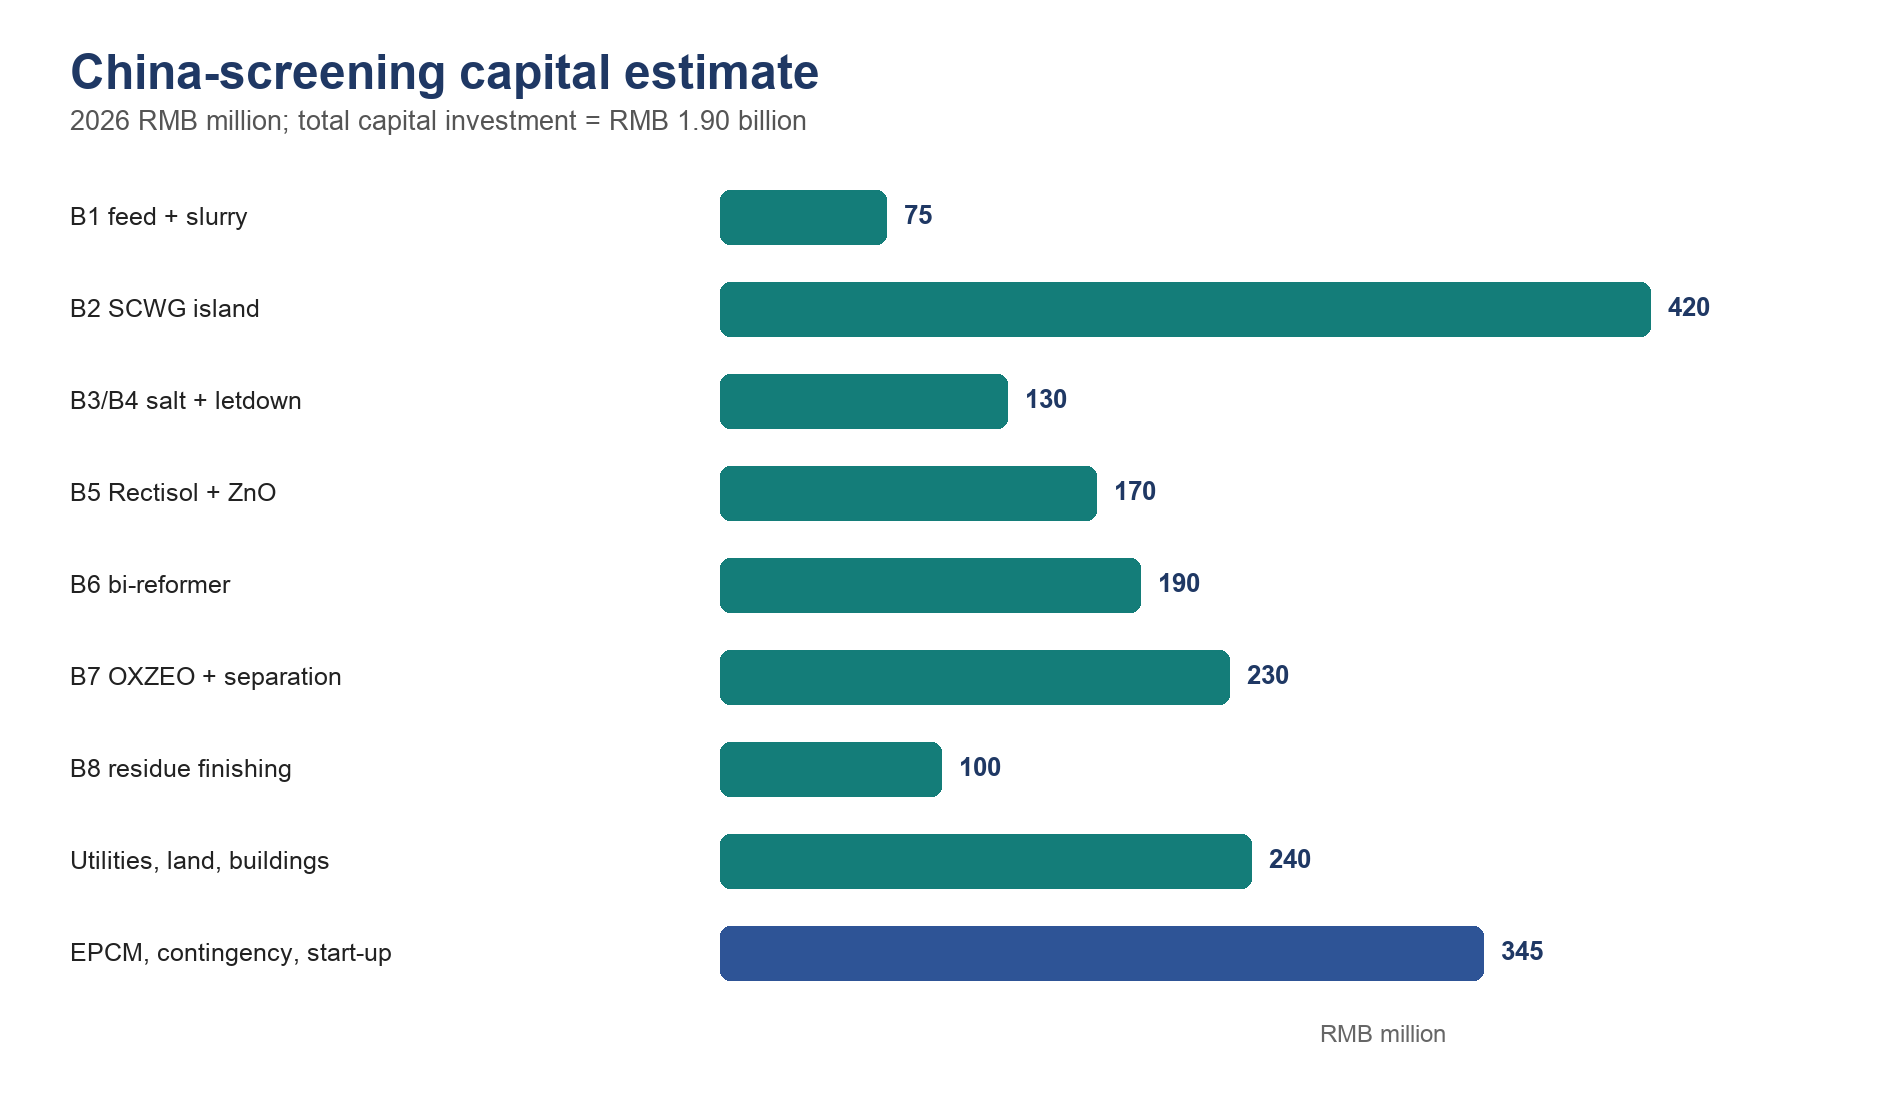 China-screening capital estimate
2026 RMB million; total capital investment = RMB 1.90 billion
B1 feed + slurry 75
B2 SCWG island 420
B3/B4 salt + letdown 130
B5 Rectisol + ZnO 170
B6 bi-reformer 190
B7 OXZEO + separation 230
B8 residue finishing 100
Utilities, land, buildings 240
EPCM, contingency, start-up 345
RMB million